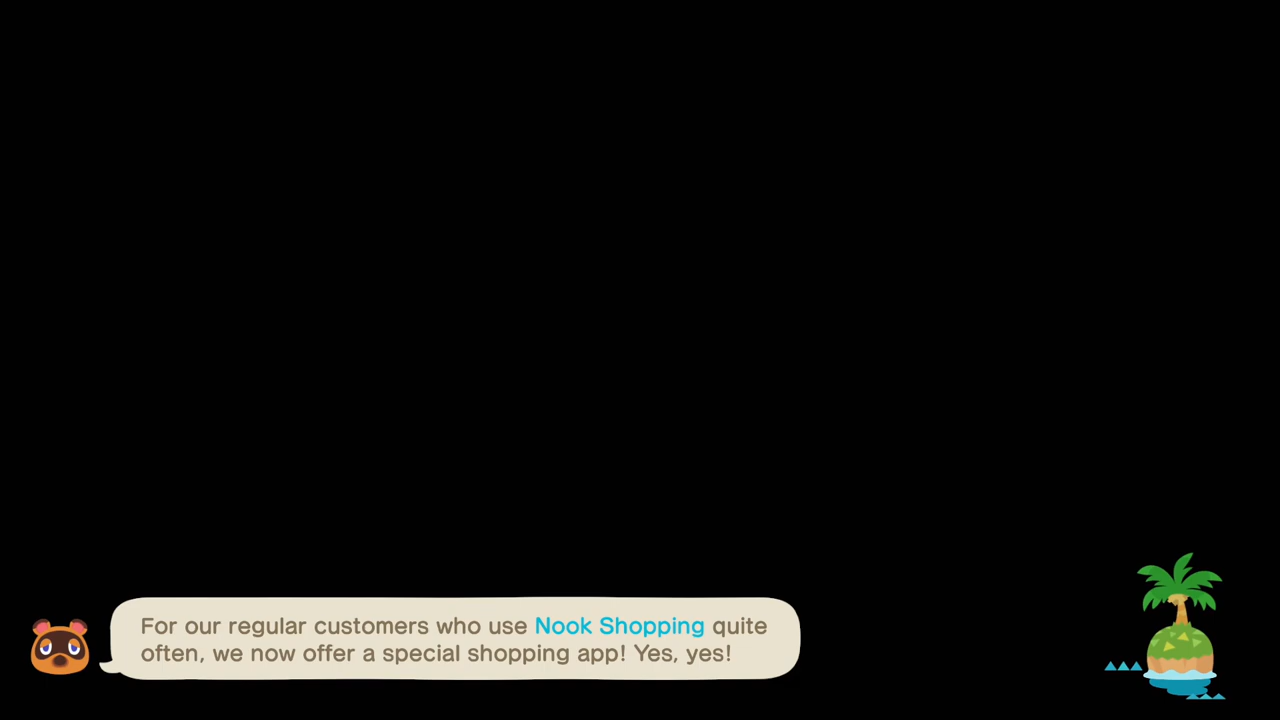 For our regular customers who use Nook Shopping quite
often, we now offer a special shopping app! Yes, yes!